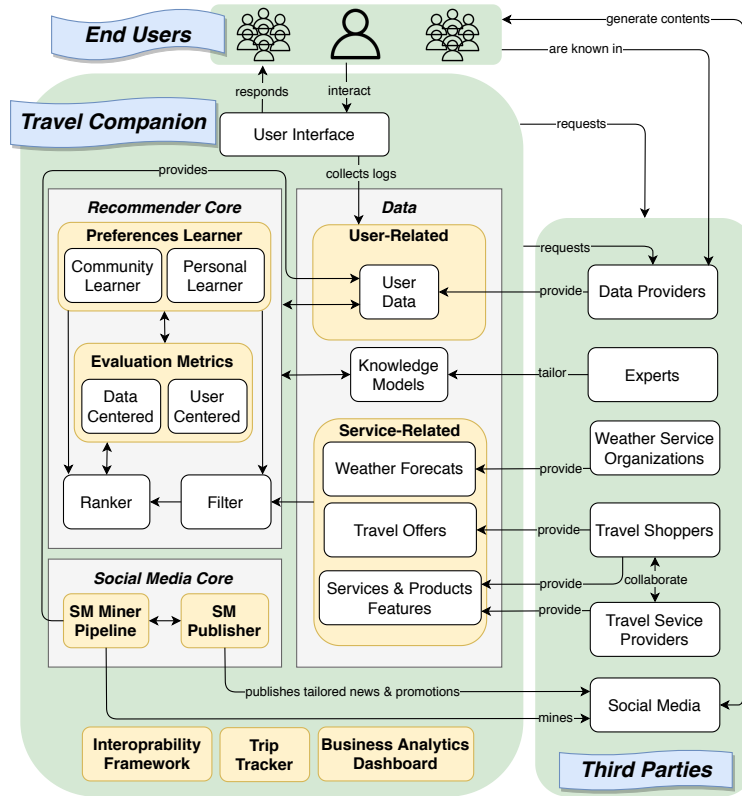 End Users
generate contents
are known in
responds
interact
Travel Companion
User Interface
requests
provides
collects logs
Recommender Core
Data
Preferences Learner
Community
Learner
Personal
Learner
User-Related
User
Data
requests
provide
Data Providers
Evaluation Metrics
Data
Centered
User
Centered
Knowledge
Models
tailor
Experts
Service-Related
Weather Forecats
provide
Weather Service
Organizations
Ranker
Filter
Travel Offers
provide
Travel Shoppers
Services & Products
Features
provide
collaborate
provide
Travel Sevice
Providers
Social Media Core
SM Miner
Pipeline
SM
Publisher
publishes tailored news & promotions
Social Media
mines
Interoprability
Framework
Trip
Tracker
Business Analytics
Dashboard
Third Parties